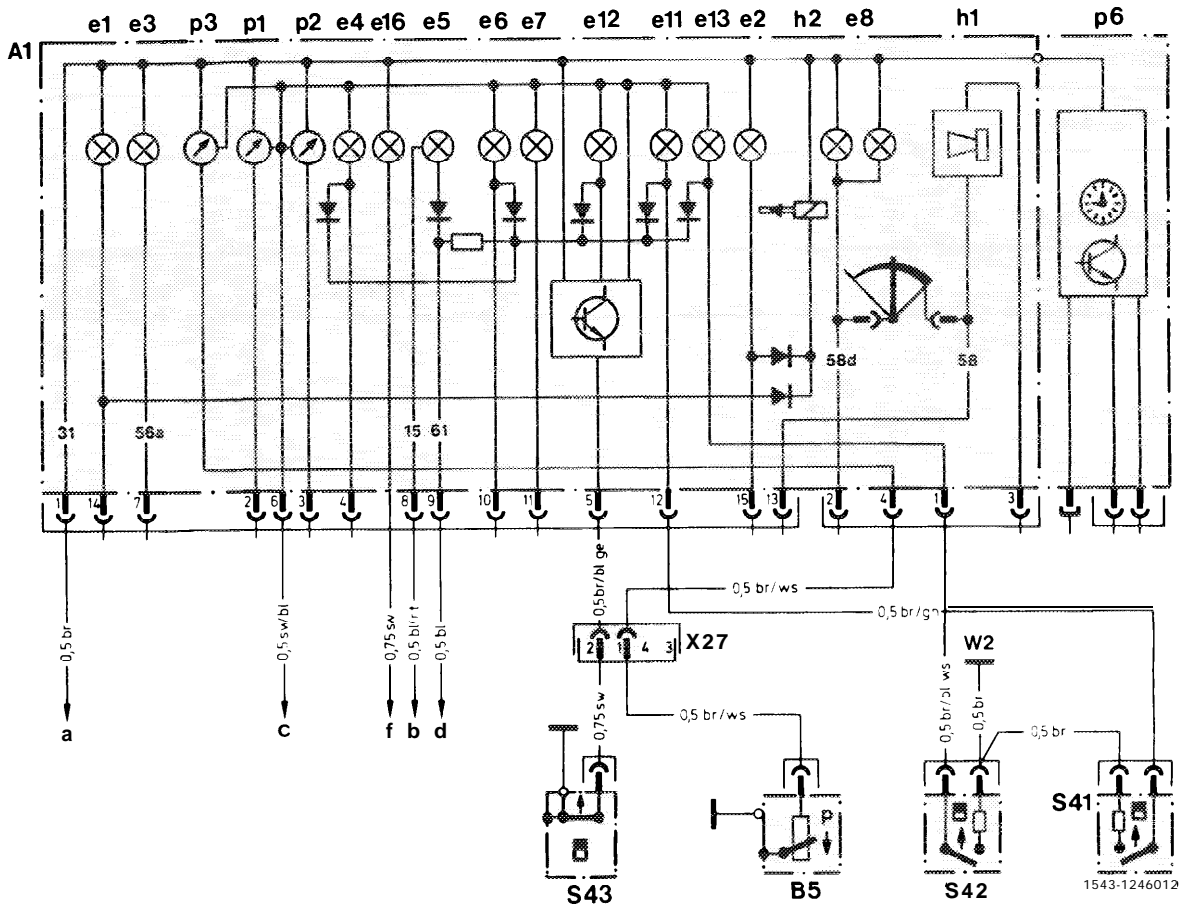 e1 e3 p3 p1 p2 e4 e16 e5 e6 e7 e12 e11 e13 e2 h2 e8 h1 p6
A1
58d 58
31 56a 15 61
1 14 7 2 6 3 4 8 9 10 11 5 12 15 13 2 4 1 3
0,5 br
0,5 sw/bl
0,75 sw
0,5 bl/rt
0,5 bl
0,5 br/bl ge
0,5 br/ws
0,5 br/gn
2 1 4 3 X27
W2
0,75 sw
0,5 br/ws
0,5 br/bl ws
0,5 br
0,5 br
a c f b d
p
S41
S43 B5 S42
1543-1246012